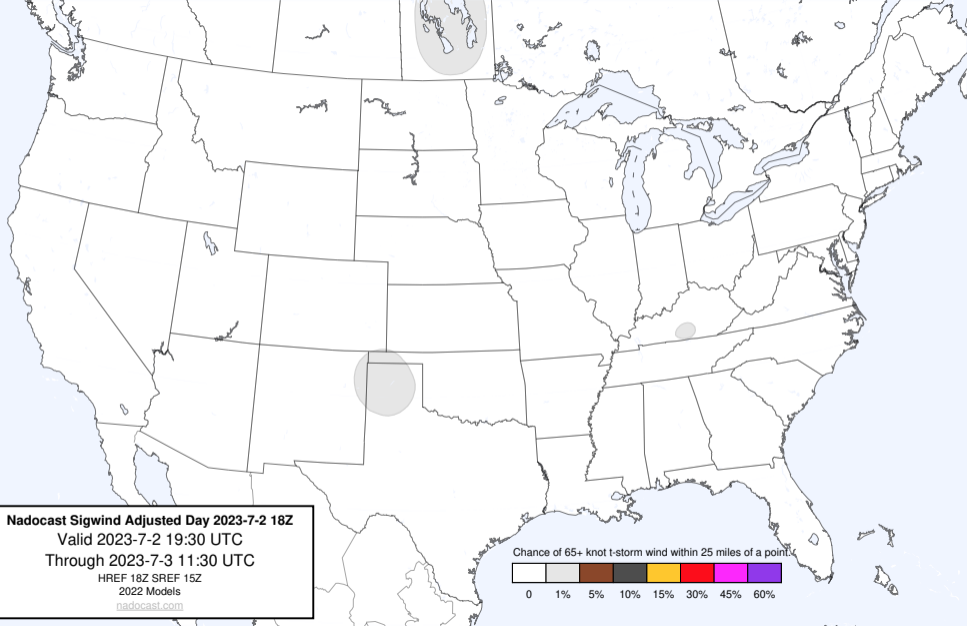 Nadocast Sigwind Adjusted Day 2023-7-2 18Z
Valid 2023-7-2 19:30 UTC
Through 2023-7-3 11:30 UTC
HREF 18Z SREF 15Z
2022 Models
nadocast.com
Chance of 65+ knot t-storm wind within 25 miles of a point.
0 1% 5% 10% 15% 30% 45% 60%